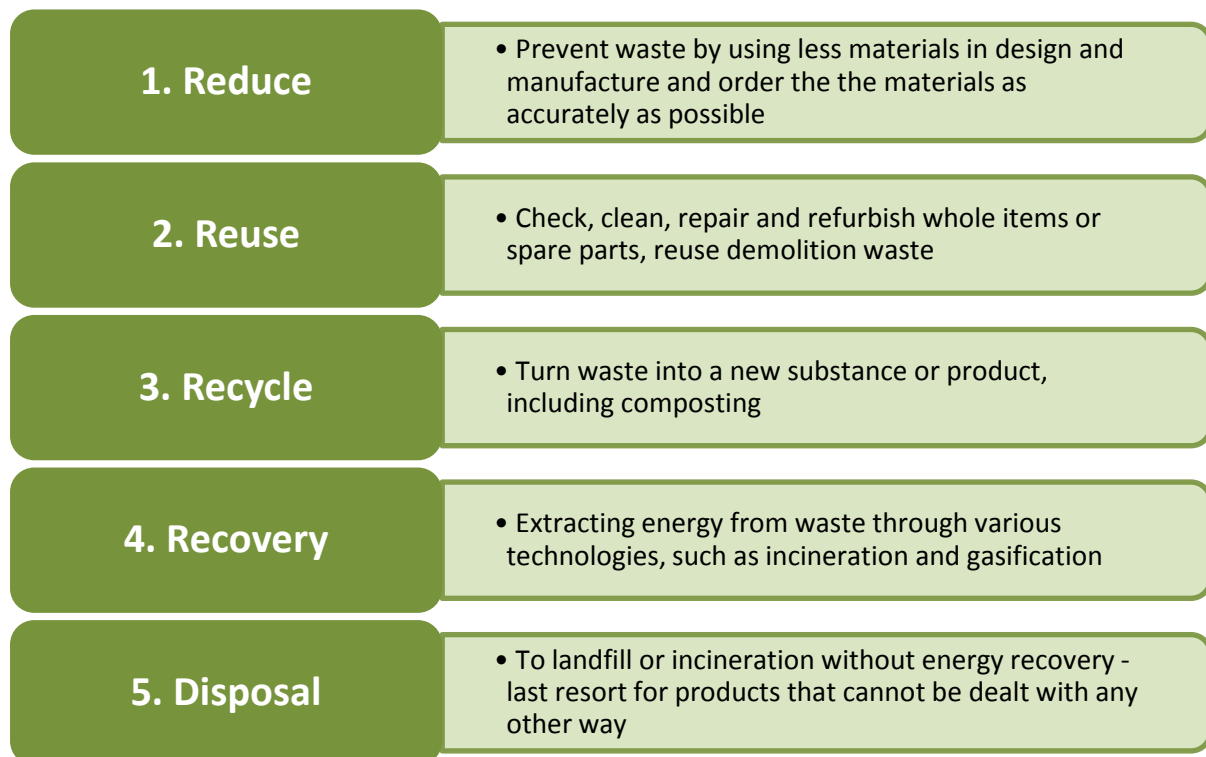 1. Reduce
• Prevent waste by using less materials in design and
manufacture and order the the materials as
accurately as possible
2. Reuse
• Check, clean, repair and refurbish whole items or
spare parts, reuse demolition waste
3. Recycle
• Turn waste into a new substance or product,
including composting
4. Recovery
• Extracting energy from waste through various
technologies, such as incineration and gasification
5. Disposal
• To landfill or incineration without energy recovery -
last resort for products that cannot be dealt with any
other way